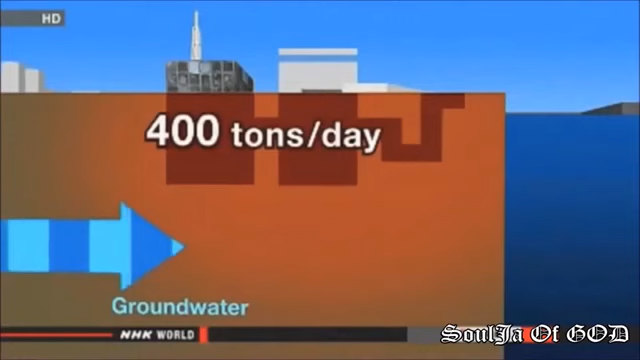 HD
400 tons/day
Groundwater
NHK WORLD
SoulJa Of GOD